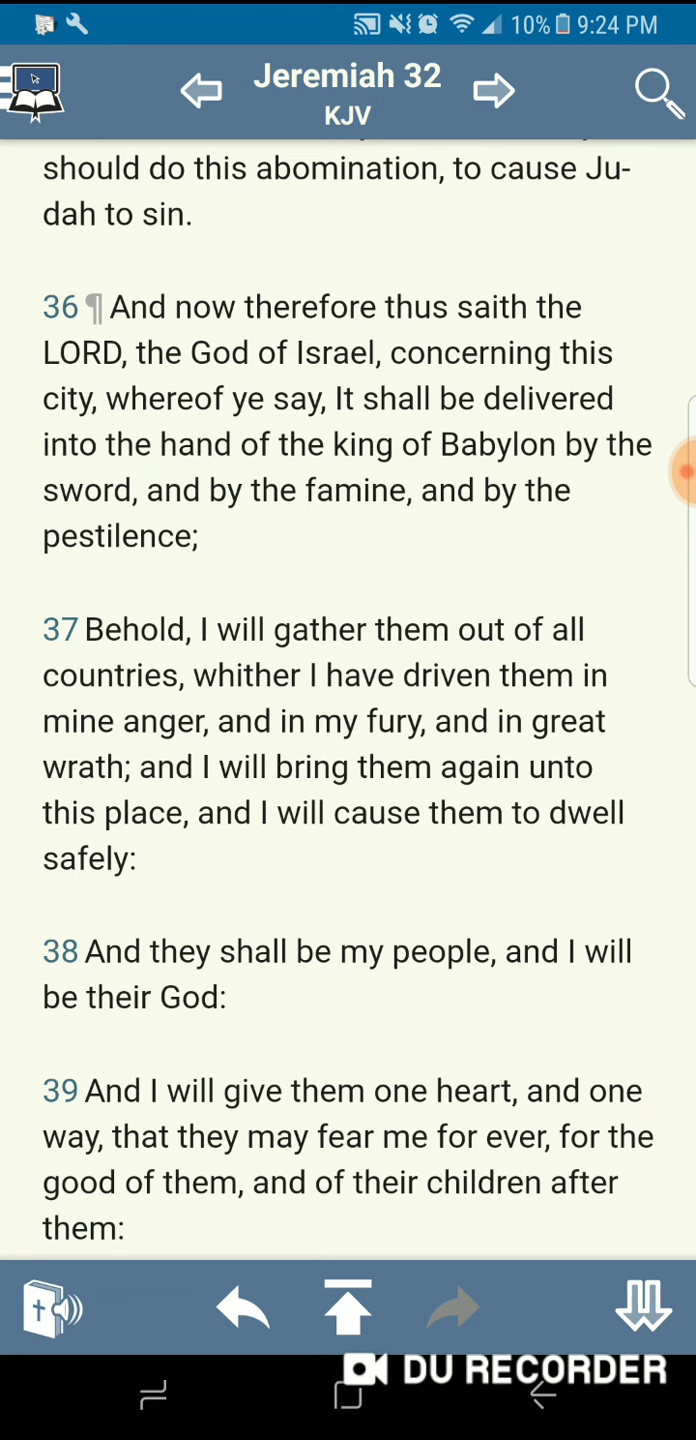 10% 9:24 PM
Jeremiah 32
KJV
should do this abomination, to cause Ju-
dah to sin.
36 ¶ And now therefore thus saith the
LORD, the God of Israel, concerning this
city, whereof ye say, It shall be delivered
into the hand of the king of Babylon by the
sword, and by the famine, and by the
pestilence;
37 Behold, I will gather them out of all
countries, whither I have driven them in
mine anger, and in my fury, and in great
wrath; and I will bring them again unto
this place, and I will cause them to dwell
safely:
38 And they shall be my people, and I will
be their God:
39 And I will give them one heart, and one
way, that they may fear me for ever, for the
good of them, and of their children after
them:
DU RECORDER